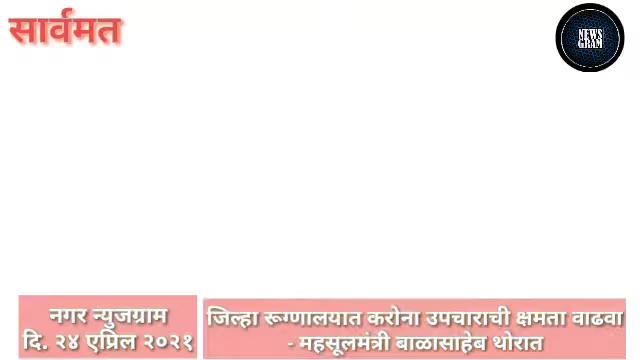 सार्वमत
NEWS
GRAM
नगर न्युजग्राम
दि. २४ एप्रिल २०२१
जिल्हा रूग्णालयात करोना उपचाराची क्षमता वाढवा
- महसूलमंत्री बाळासाहेब थोरात